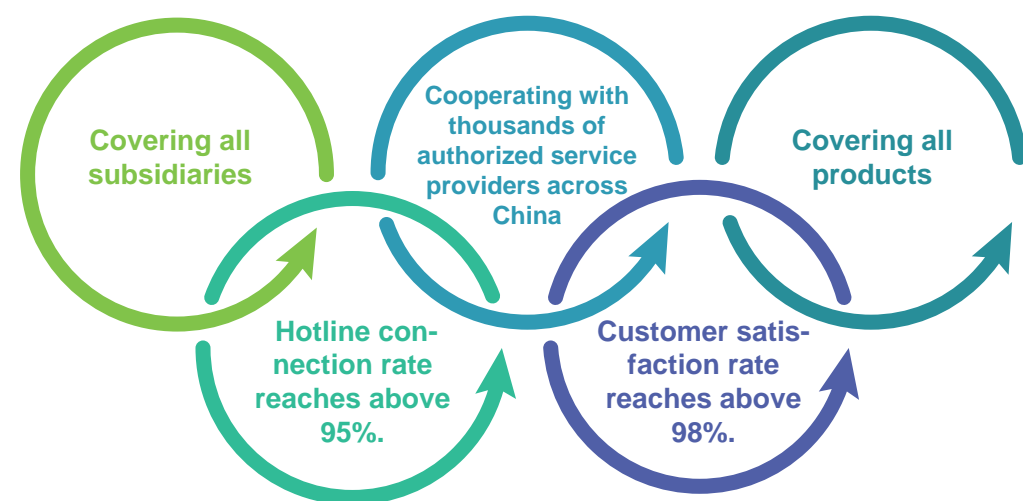 Covering all
subsidiaries
Hotline con-
nection rate
reaches above
95%.
Cooperating with
thousands of
authorized service
providers across
China
Customer satis-
faction rate
reaches above
98%.
Covering all
products